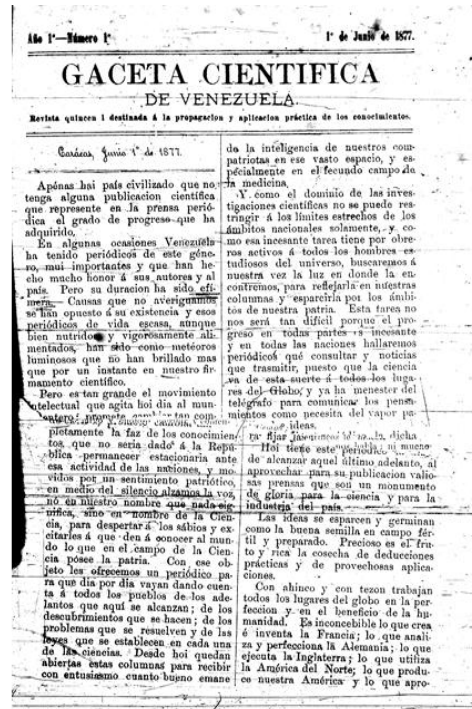 Año 1º—Número 1º
1º de Junio de 1877.
GACETA CIENTIFICA
DE VENEZUELA.
Revista quincen l destinada á la propagacion y aplicacion práctica de los conocimientos.
Carácas, Junio 1º de 1877.
Apénas hai país civilizado que no
tenga alguna publicacion científica
que represente en la prensa perió-
dica el grado de progreso que ha
adquirido.
En algunas ocasiones Venezuela
ha tenido periódicos de este géne-
ro, mui importantes y que han he-
cho mucho honor á sus autores y al
país. Pero su duracion ha sido efí-
mera. Causas que no averiguamos
se han opuesto á su existencia y esos
periódicos de vida escasa, aunque
bien nutridos y vigorosamente ali-
mentados, han sido como metéoros
luminosos que no han brillado mas
que por un instante en nuestro fir-
mamento científico.
Pero es tan grande el movimiento
intelectual que agita hoi dia al mun-
pletamente la faz de los conocimien-
tos, que no seria dado á la Repú-
blica permanecer estacionaria ante
esa actividad de las naciones, y mo-
vidos por un sentimiento patriótico,
en medio del silencio alzamos la voz,
nó en nuestro nombre que nada sig-
nifica, sino en nombre de la Cien-
cia, para despertar á los sábios y ex-
citarles á que den á conocer al mun-
do lo que en el campo de la Cien-
cia posee la patria. Con ese ob-
jeto les ofrecemos un periódico pa-
ra que dia por dia vayan dando cuen-
ta á todos los pueblos de los ade-
lantos que aquí se alcanzan; de los
descubrimientos que se hacen; de los
problemas que se resuelven y de las
leyes que se establecen en cada una
de las ciencias. Desde hoi quedan
abiertas estas columnas para recibir
con entusiasmo cuanto bueno emane
de la inteligencia de nuestros com-
patriotas en ese vasto espacio, y es-
pecialmente en el fecundo campo de
la medicina.
Y como el dominio de las inves-
tigaciones científicas no se puede res-
tringir á los límites estrechos de los
ámbitos nacionales solamente, y co-
mo esa incesante tarea tiene por obre-
ros activos á todos los hombres es-
tudiosos del universo, buscaremos á
nuestra vez la luz en donde la en-
contremos, para reflejarla en nuestras
columnas y esparcirla por los ámbi-
tos de nuestra patria. Esta tarea no
nos será tan difícil porque el pro-
greso en todas partes es incesante
y en todas las naciones hallaremos
periódicos qué consultar y noticias
que trasmitir, puesto que la ciencia
va de esta suerte á todos los luga-
res del Globo, y ya ha menester del
telégrafo para comunicar los pensa-
mientos como necesita del vapor pa-
ra fijar ideas.
la dicha
Hoi tiene este periódico
de alcanzar aquel último adelanto, al
aprovechar para su publicacion valio-
sas prensas que son un monumento
de gloria para la ciencia y para la
industria del país.
Las ideas se esparcen y germinan
como la buena semilla en campo fér-
til y preparado. Precioso es el fru-
to y rica la cosecha de deducciones
prácticas y de provechosas aplica-
ciones.
Con ahinco y con tezon trabajan
todos los lugares del globo en la per-
feccion y en el beneficio de la hu-
manidad. Es inconcebible lo que crea
é inventa la Francia; lo que anali-
za y perfecciona la Alemania; lo que
ejecuta la Inglaterra; lo que utiliza
la América del Norte; lo que produ-
ce nuestra América y lo que apro-